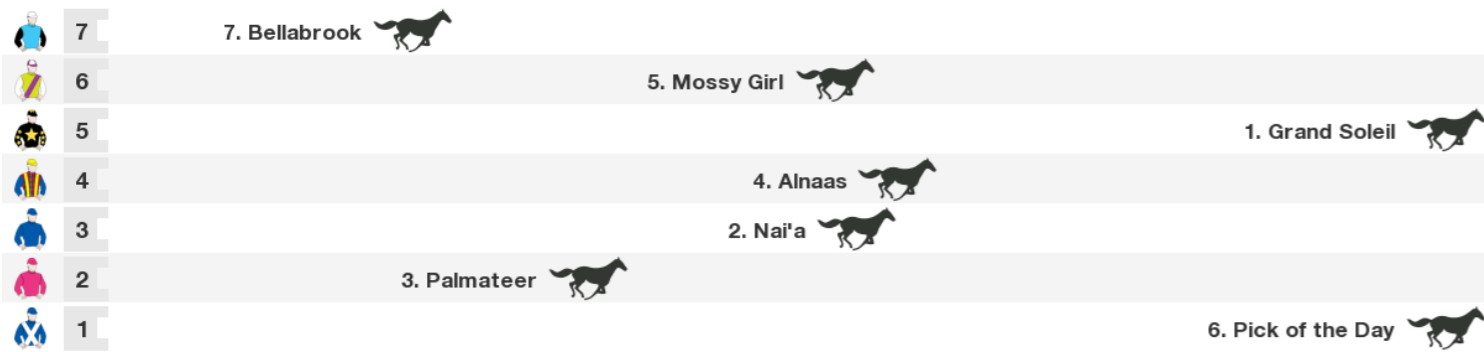 7 7. Bellabrook
6 5. Mossy Girl
5 1. Grand Soleil
4 4. Alnaas
3 2. Nai'a
2 3. Palmateer
1 6. Pick of the Day